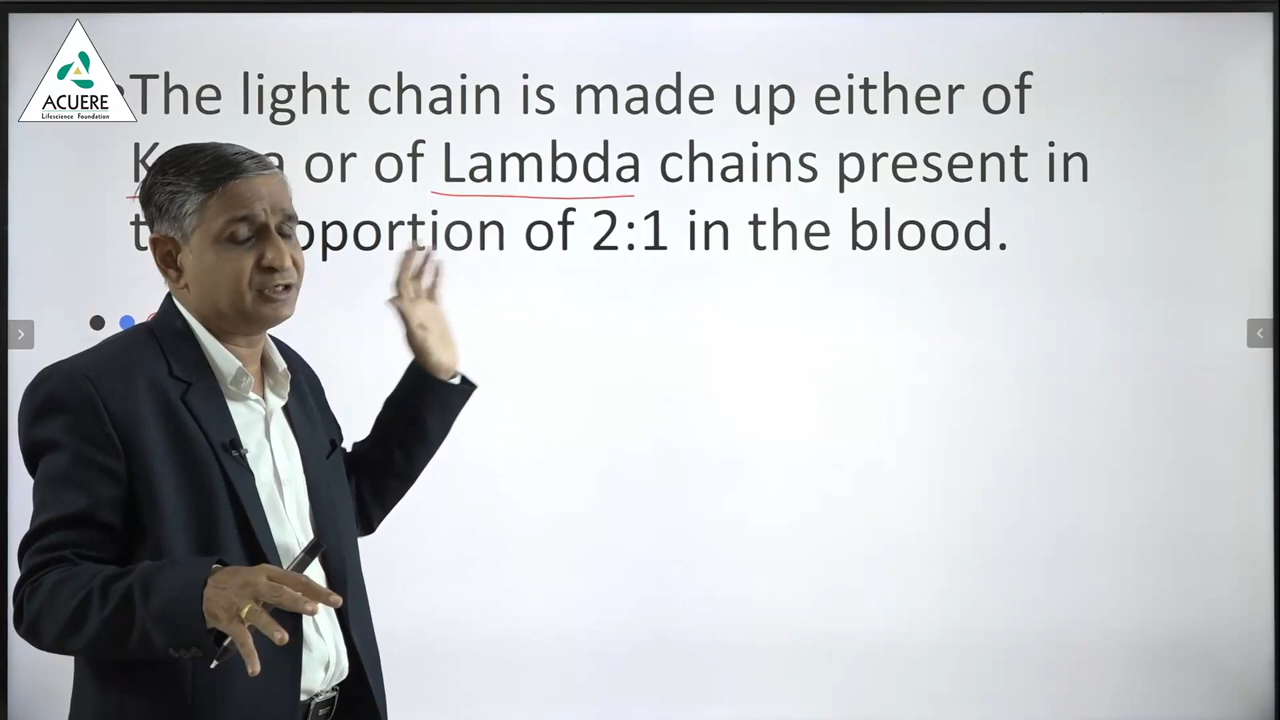 ACUERE
Lifescience Foundation
The light chain is made up either of
or of Lambda chains present in
of 2:1 in the blood.